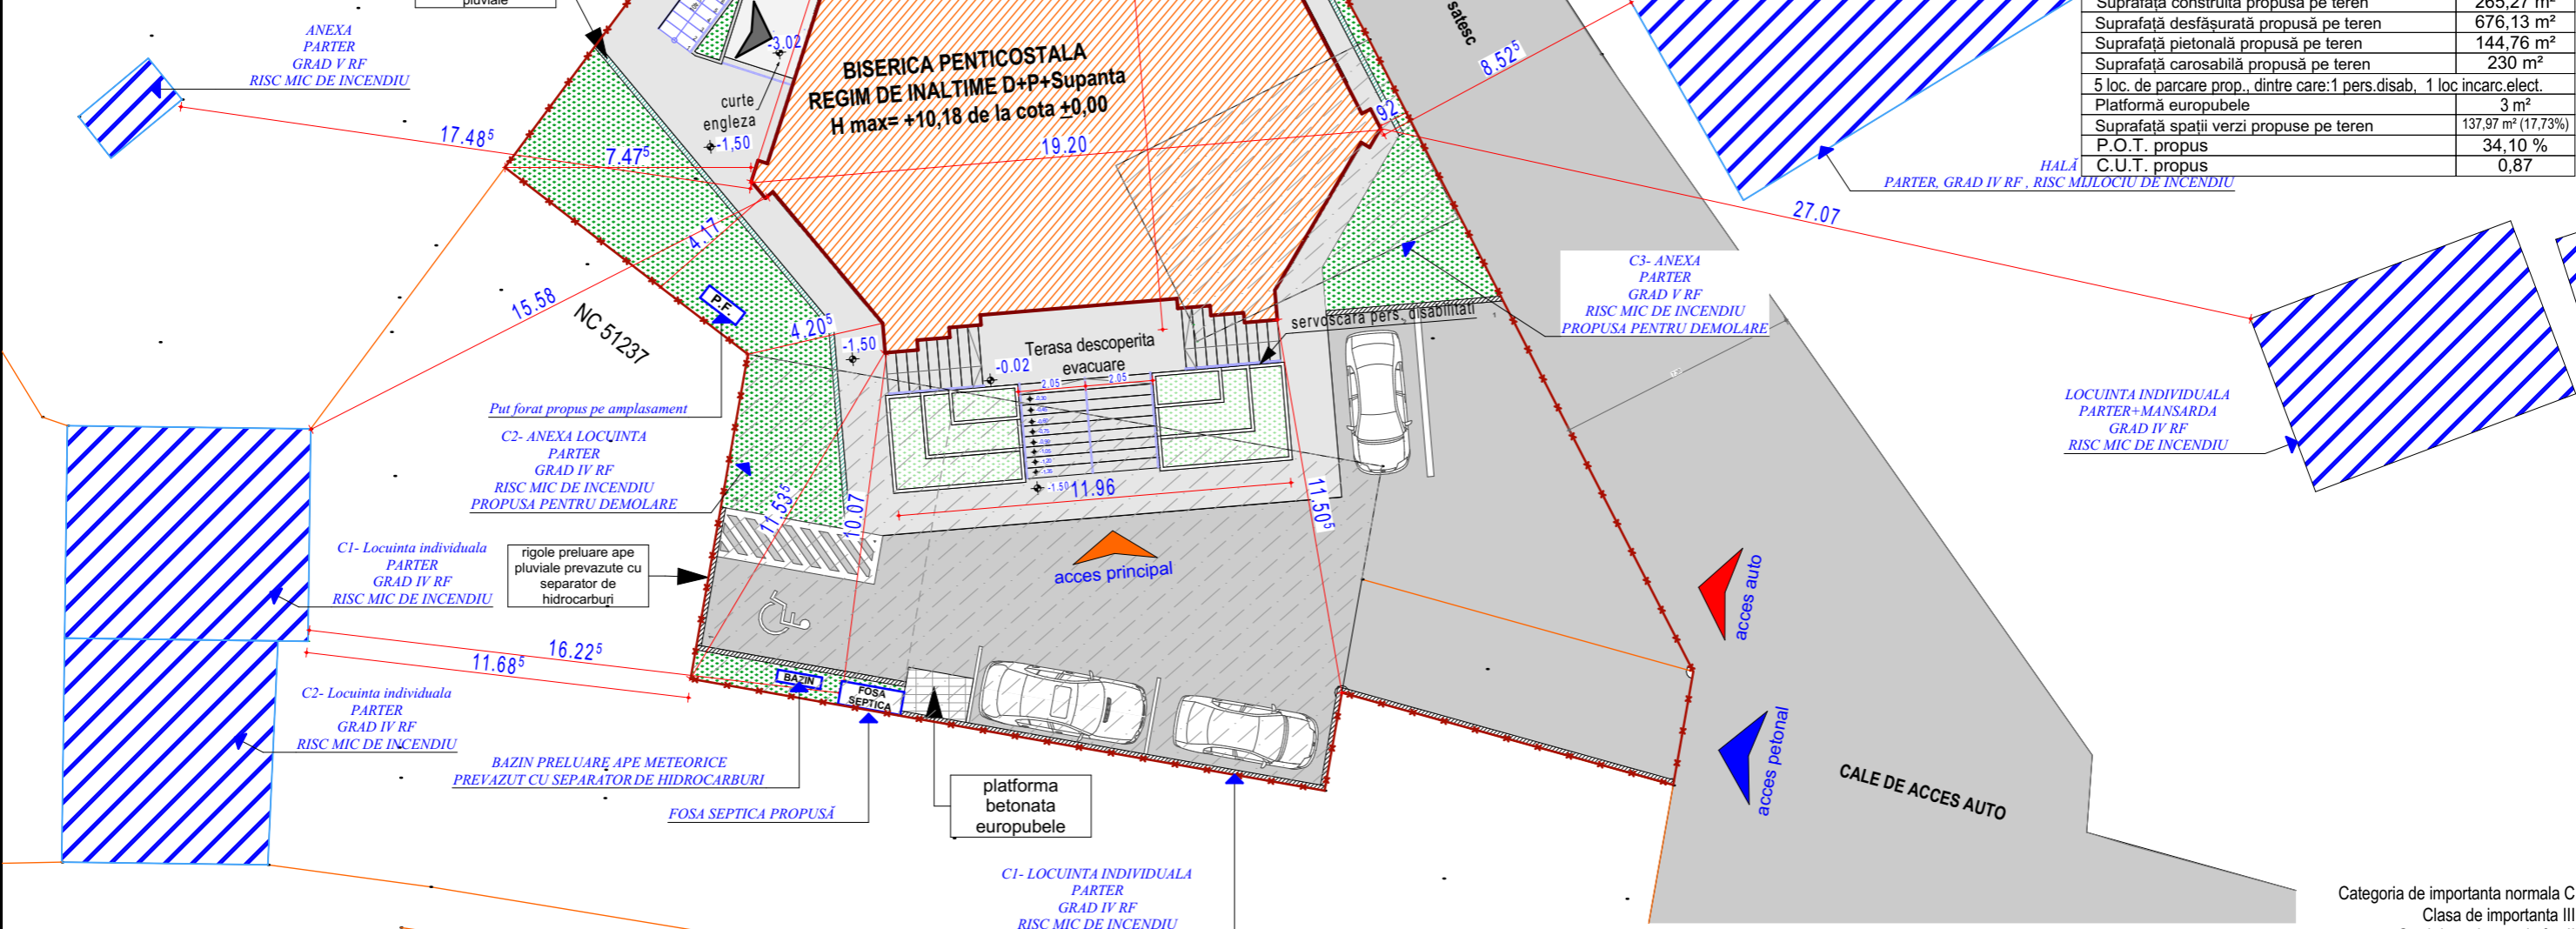 pluviale
ANEXA
PARTER
GRAD V RF
RISC MIC DE INCENDIU
17.48⁵
7.47⁵
4.17
15.58
NC 51237
P.F.
4.20⁵
-1,50
-3.02
curte
engleza
-1,50
BISERICA PENTICOSTALA
REGIM DE INALTIME D+P+Supanta
H max= +10,18 de la cota ±0,00
19.20
92
8.52⁵
satesc
Suprafață construită propusă pe teren 265,27 m²
Suprafață desfășurată propusă pe teren 676,13 m²
Suprafață pietonală propusă pe teren 144,76 m²
Suprafață carosabilă propusă pe teren 230 m²
5 loc. de parcare prop., dintre care:1 pers.disab, 1 loc incarc.elect.
Platformă europubele 3 m²
Suprafață spații verzi propuse pe teren 137,97 m² (17,73%)
P.O.T. propus 34,10 %
C.U.T. propus 0,87
HALĂ
PARTER, GRAD IV RF , RISC MIJLOCIU DE INCENDIU
27.07
C3- ANEXA
PARTER
GRAD V RF
RISC MIC DE INCENDIU
PROPUSA PENTRU DEMOLARE
servoscara pers. disabilitati
Terasa descoperita
evacuare
-0.02
2.05
2.05
-1.50
11.96
11.50⁵
LOCUINTA INDIVIDUALA
PARTER+MANSARDA
GRAD IV RF
RISC MIC DE INCENDIU
Put forat propus pe amplasament
C2- ANEXA LOCUINTA
PARTER
GRAD IV RF
RISC MIC DE INCENDIU
PROPUSA PENTRU DEMOLARE
11.53⁵
10.07
C1- Locuinta individuala
PARTER
GRAD IV RF
RISC MIC DE INCENDIU
rigole preluare ape
pluviale prevazute cu
separator de
hidrocarburi
acces principal
acces auto
16.22⁵
11.68⁵
C2- Locuinta individuala
PARTER
GRAD IV RF
RISC MIC DE INCENDIU
BAZIN
FOSA
SEPTICA
BAZIN PRELUARE APE METEORICE
PREVAZUT CU SEPARATOR DE HIDROCARBURI
FOSA SEPTICA PROPUSĂ
platforma
betonata
europubele
acces petonal
CALE DE ACCES AUTO
C1- LOCUINTA INDIVIDUALA
PARTER
GRAD IV RF
RISC MIC DE INCENDIU
Categoria de importanta normala C
Clasa de importanta III